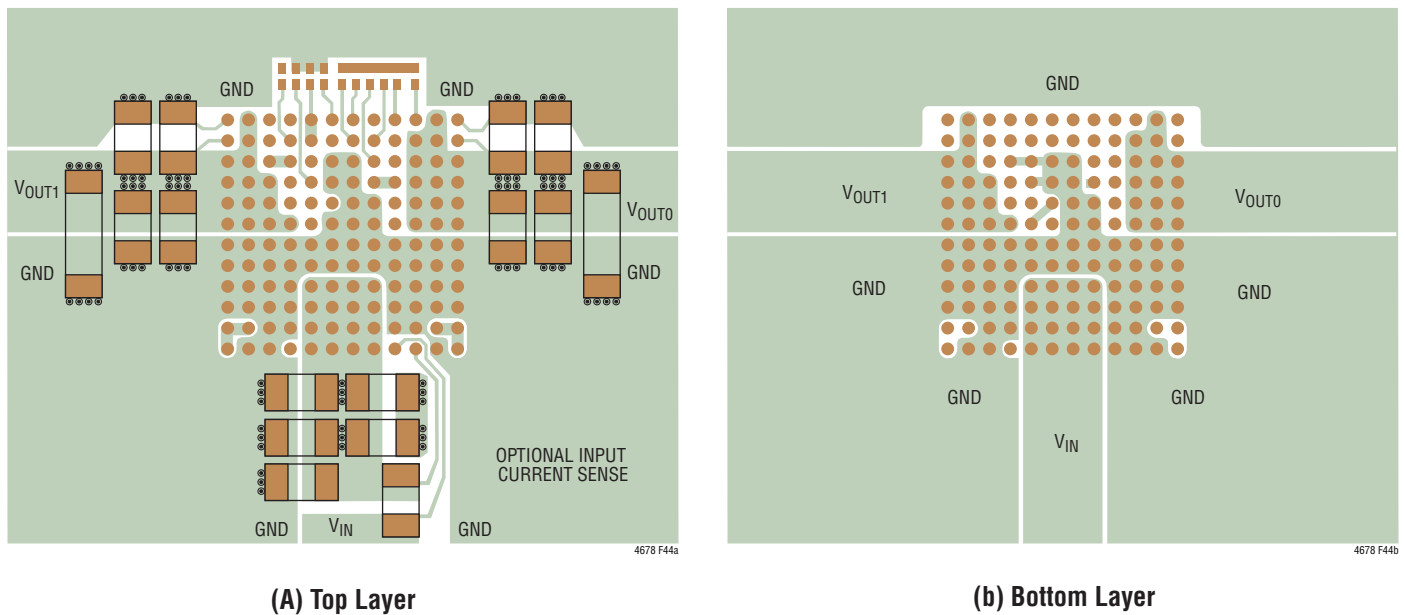 GND
GND
VOUT1
VOUT0
GND
GND
OPTIONAL INPUT
CURRENT SENSE
GND
VIN
GND
4678 F44a
(A) Top Layer
GND
VOUT1
VOUT0
GND
GND
GND
GND
VIN
4678 F44b
(b) Bottom Layer